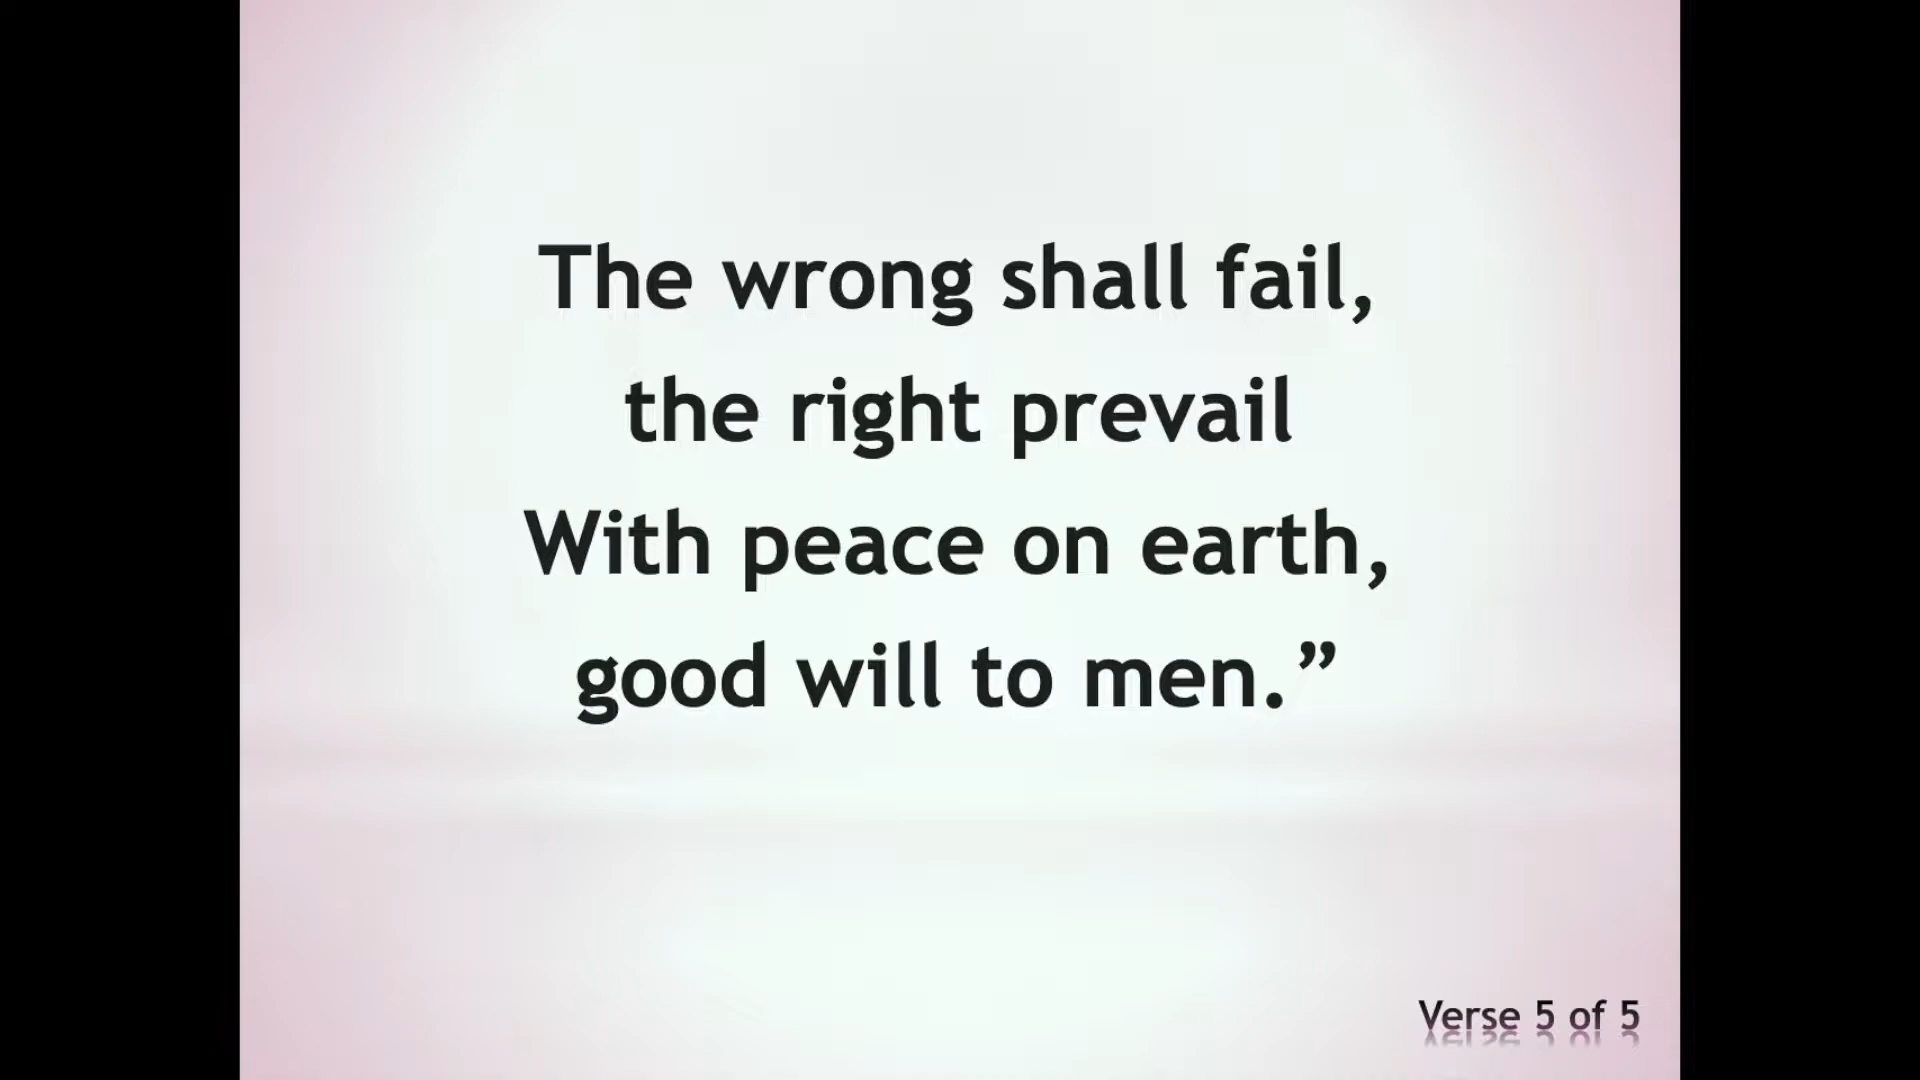 The wrong shall fail,
the right prevail
With peace on earth,
good will to men.”
Verse 5 of 5